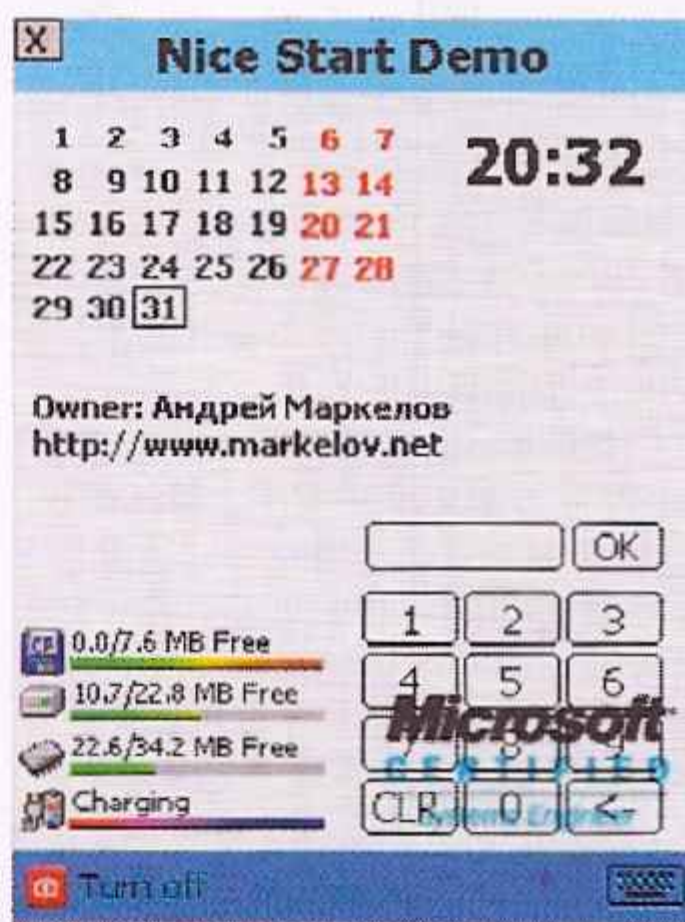 X
Nice Start Demo
1 2 3 4 5 6 7
8 9 10 11 12 13 14
15 16 17 18 19 20 21
22 23 24 25 26 27 28
29 30 31
20:32
Owner: Андрей Маркелов
http://www.markelov.net
OK
1 2 3
4 5 6
Microsoft
CERTIFIED
Systems Engineer
CLR 0 <-
0.0/7.6 MB Free
10.7/22.8 MB Free
22.6/34.2 MB Free
Charging
Turn off